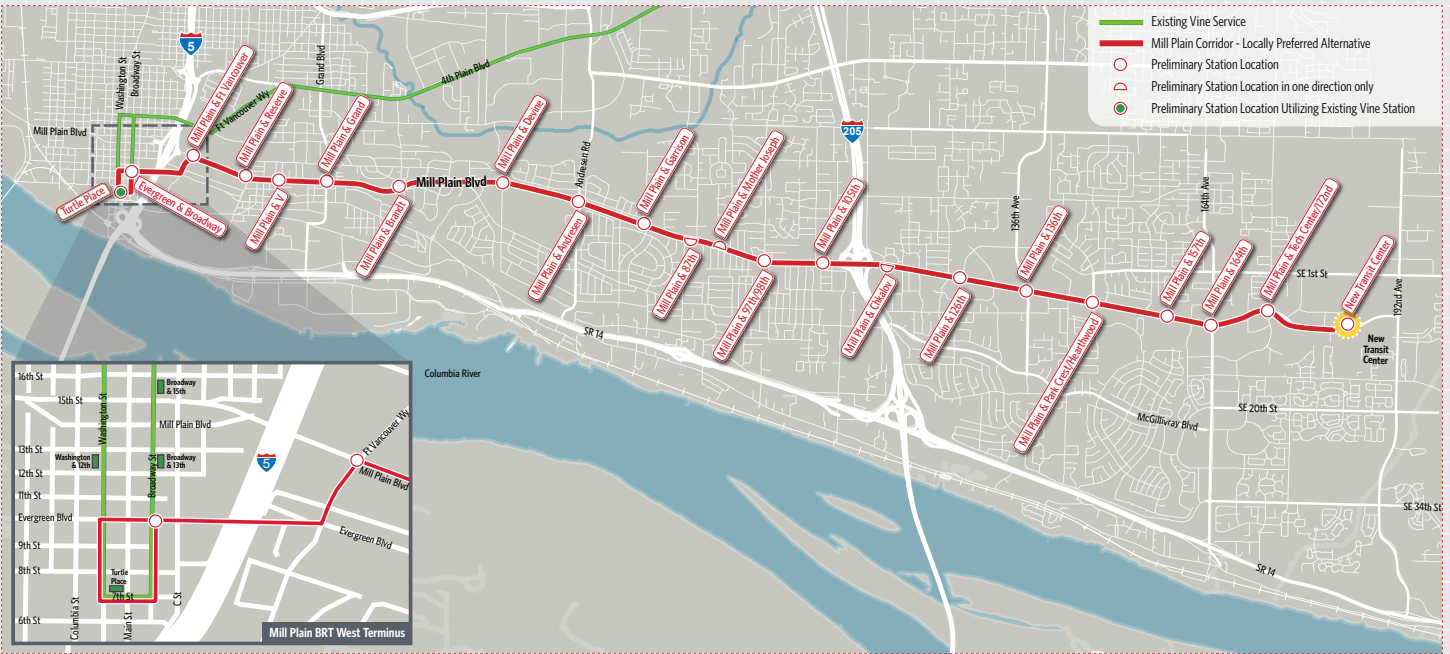 Existing Vine Service
Mill Plain Corridor - Locally Preferred Alternative
Preliminary Station Location
Preliminary Station Location in one direction only
Preliminary Station Location Utilizing Existing Vine Station
5
205
Washington St
Broadway St
Grand Blvd
4th Plain Blvd
Ft Vancouver Wy
Mill Plain Blvd
Mill Plain Blvd
Andresen Rd
136th Ave
164th Ave
192nd Ave
SE 1st St
SE 20th St
SE 34th St
McGillivray Blvd
SR 14
SR 14
Columbia River
Turtle Place
Evergreen & Broadway
Mill Plain & Ft Vancouver
Mill Plain & Reserve
Mill Plain & V
Mill Plain & Grand
Mill Plain & Brandt
Mill Plain & Devine
Mill Plain & Andresen
Mill Plain & Garrison
Mill Plain & 87th
Mill Plain & Mother Joseph
Mill Plain & 97th/98th
Mill Plain & 105th
Mill Plain & Chkalov
Mill Plain & 126th
Mill Plain & 136th
Mill Plain & Park Crest/Hearthwood
Mill Plain & 157th
Mill Plain & 164th
Mill Plain & Tech Center/172nd
New Transit Center
New
Transit
Center
16th St
15th St
13th St
12th St
11th St
Evergreen Blvd
9th St
8th St
7th St
6th St
Washington St
Broadway St
Columbia St
Main St
C St
Broadway
& 15th
Mill Plain Blvd
Washington
& 12th
Broadway
& 13th
Turtle
Place
5
Ft Vancouver Wy
Mill Plain Blvd
Evergreen Blvd
Mill Plain BRT West Terminus